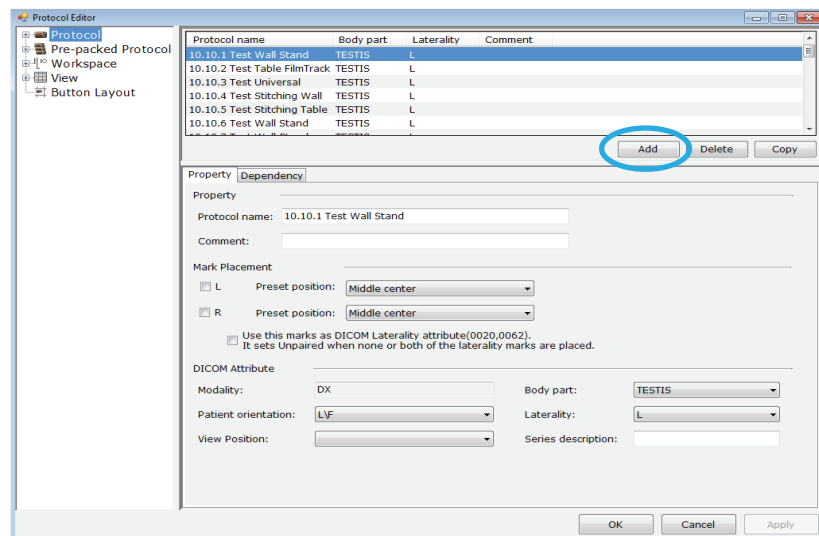 Protocol Editor
Protocol
Pre-packed Protocol
Workspace
View
Button Layout
Protocol name Body part Laterality Comment
10.10.1 Test Wall Stand TESTIS L
10.10.2 Test Table FilmTrack TESTIS L
10.10.3 Test Universal TESTIS L
10.10.4 Test Stitching Wall TESTIS L
10.10.5 Test Stitching Table TESTIS L
10.10.6 Test Wall Stand TESTIS L
Add Delete Copy
Property Dependency
Property
Protocol name: 10.10.1 Test Wall Stand
Comment:
Mark Placement
L Preset position: Middle center
R Preset position: Middle center
Use this marks as DICOM Laterality attribute(0020,0062).
It sets Unpaired when none or both of the laterality marks are placed.
DICOM Attribute
Modality: DX Body part: TESTIS
Patient orientation: L\F Laterality: L
View Position: Series description:
OK Cancel Apply